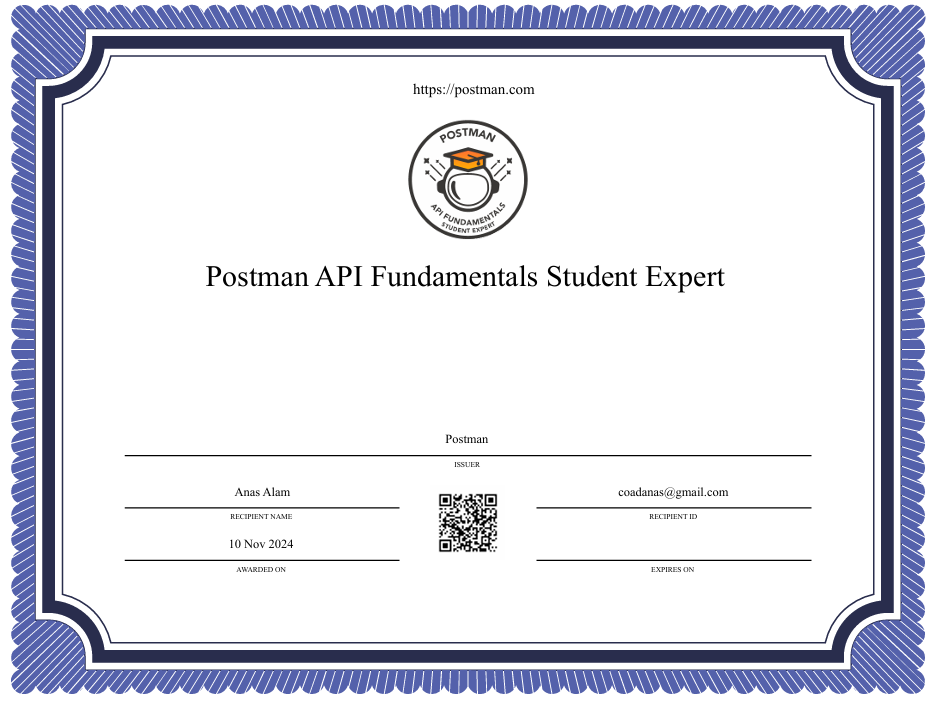 https://postman.com
POSTMAN
API FUNDAMENTALS
STUDENT EXPERT
Postman API Fundamentals Student Expert
Postman
ISSUER
Anas Alam
RECIPIENT NAME
coadanas@gmail.com
RECIPIENT ID
10 Nov 2024
AWARDED ON
EXPIRES ON